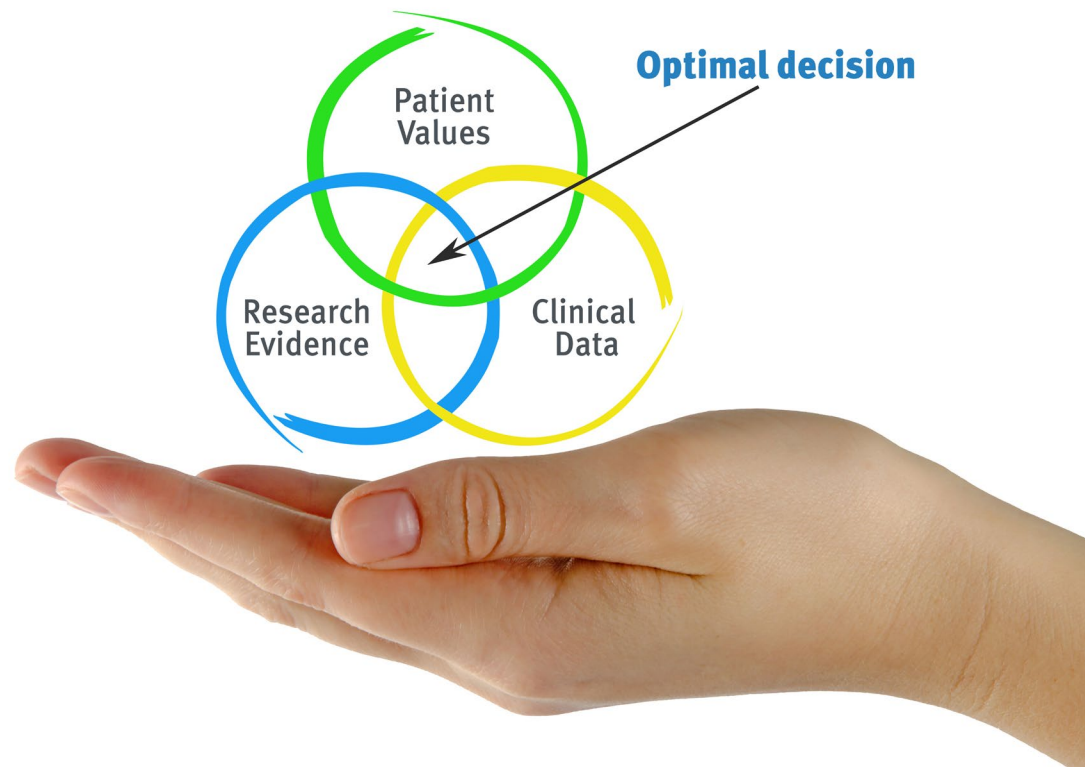 Optimal decision
Patient
Values
Research
Evidence
Clinical
Data